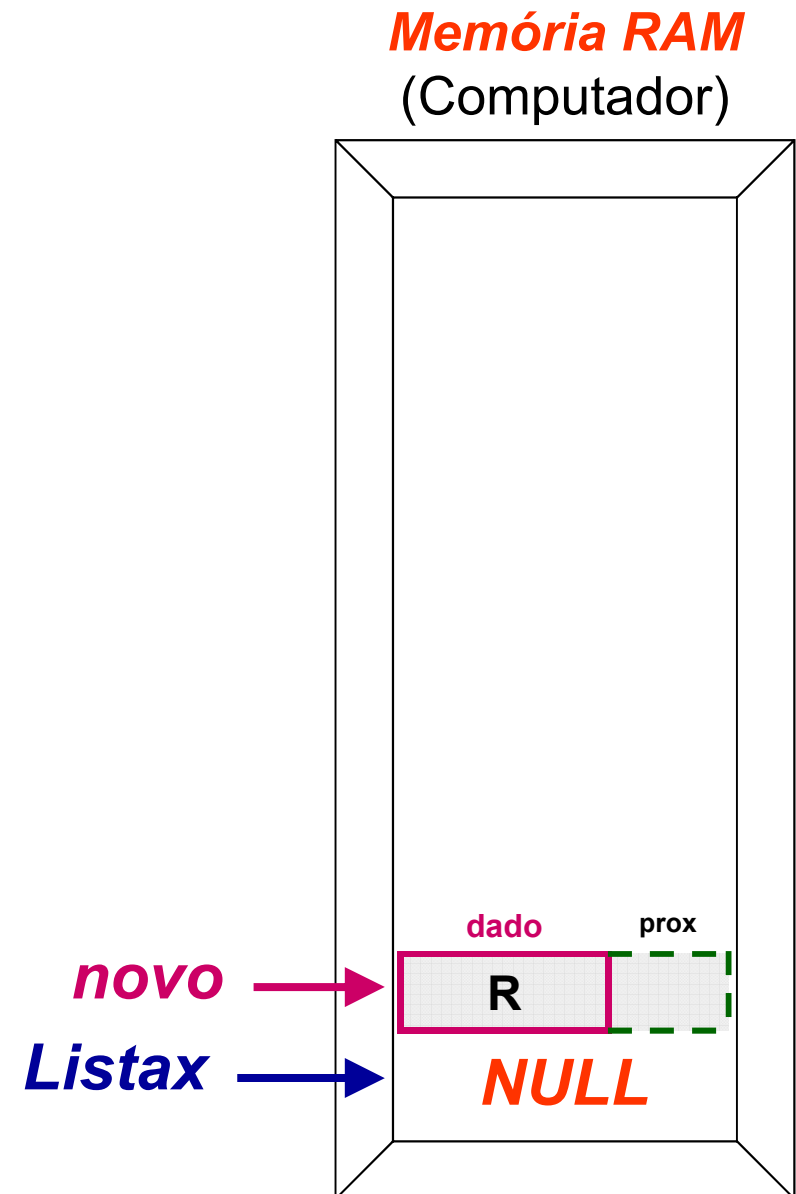 Memória RAM
(Computador)
dado prox
novo R
Listax NULL